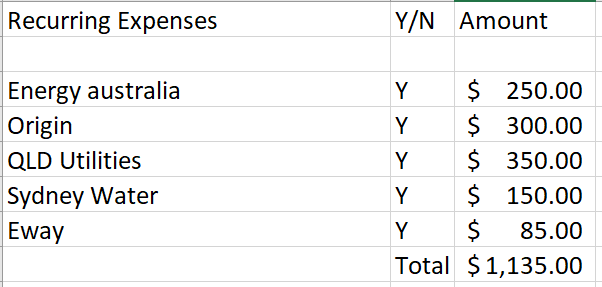 Recurring Expenses Y/N Amount
Energy australia Y $ 250.00
Origin Y $ 300.00
QLD Utilities Y $ 350.00
Sydney Water Y $ 150.00
Eway Y $ 85.00
Total $ 1,135.00